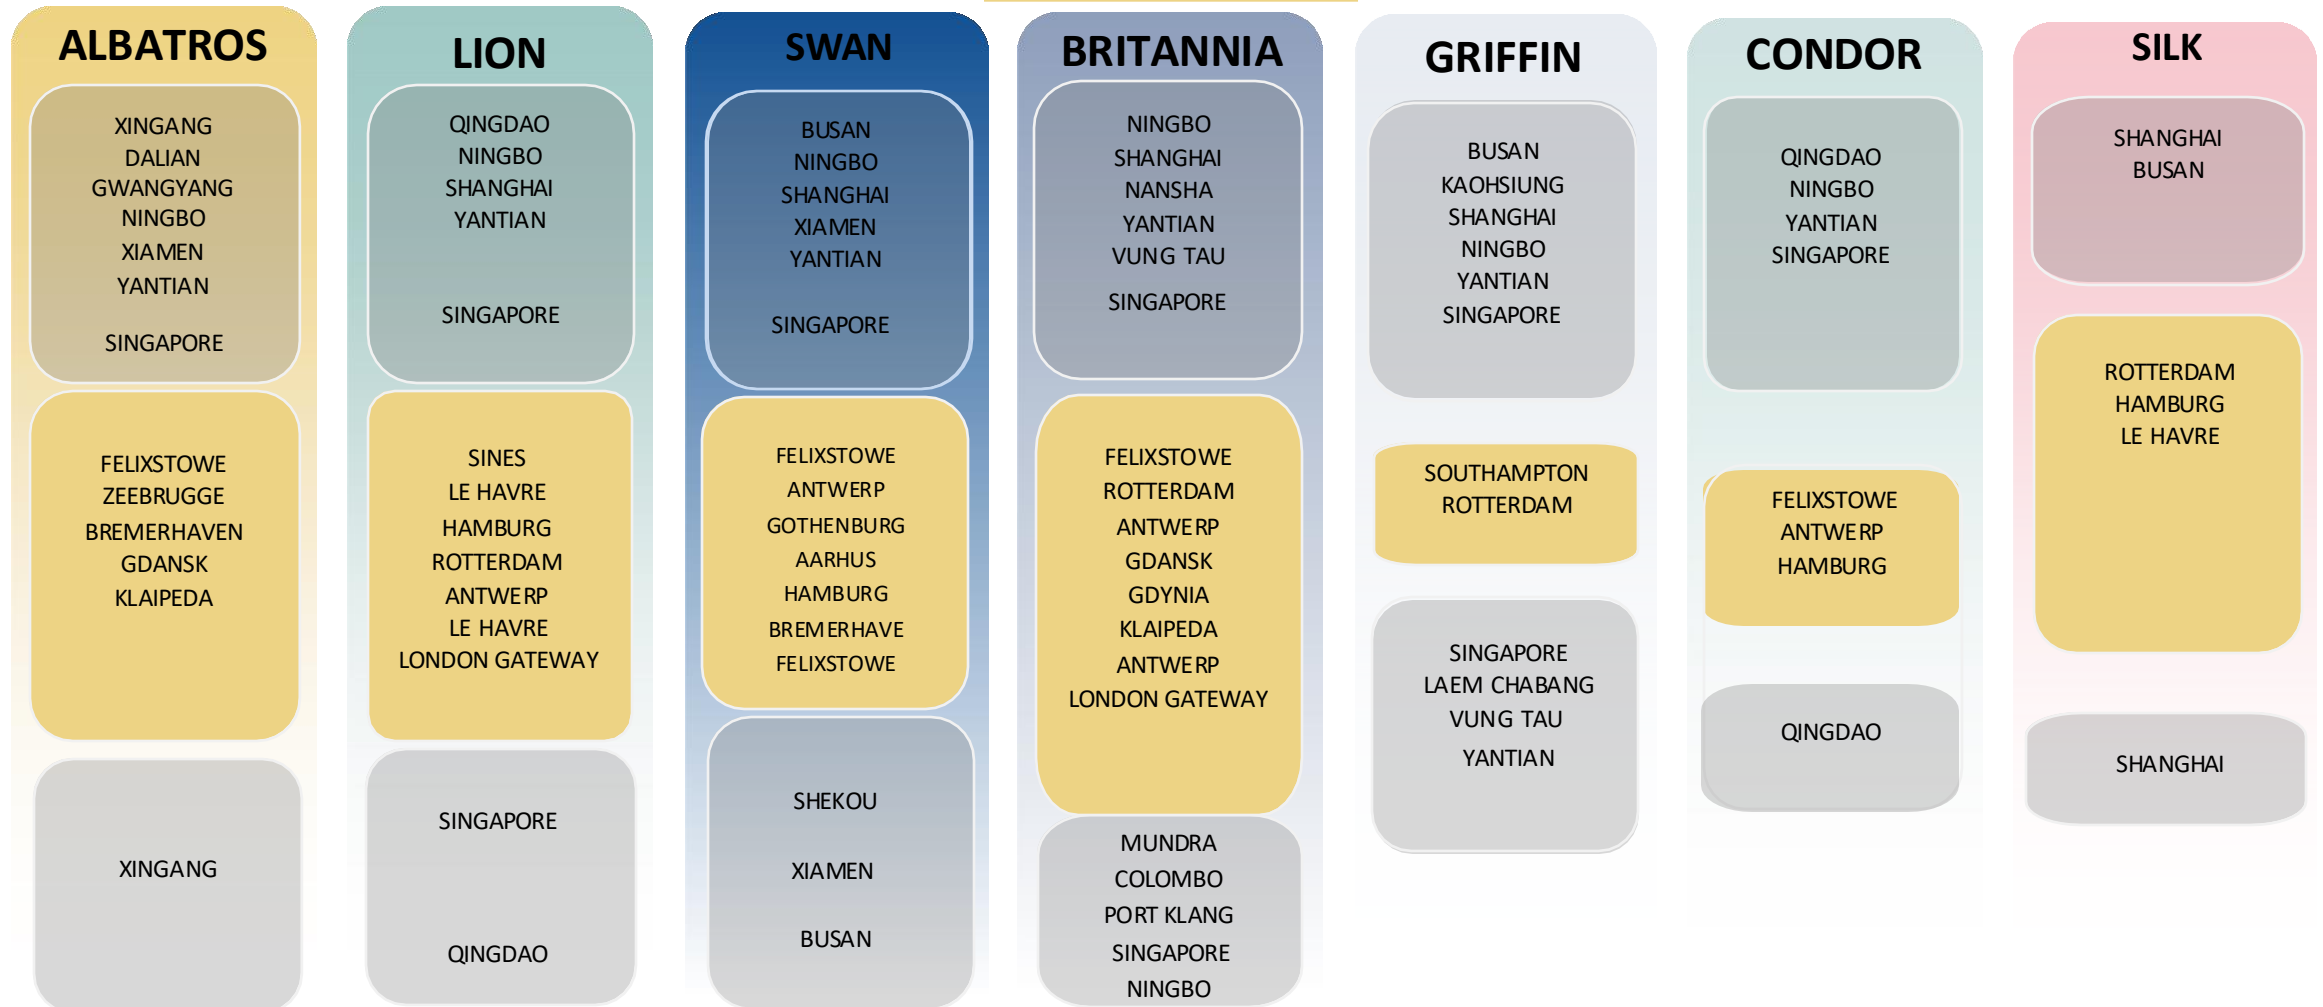 ALBATROS
XINGANG
DALIAN
GWANGYANG
NINGBO
XIAMEN
YANTIAN
SINGAPORE
FELIXSTOWE
ZEEBRUGGE
BREMERHAVEN
GDANSK
KLAIPEDA
XINGANG
LION
QINGDAO
NINGBO
SHANGHAI
YANTIAN
SINGAPORE
SINES
LE HAVRE
HAMBURG
ROTTERDAM
ANTWERP
LE HAVRE
LONDON GATEWAY
SINGAPORE
QINGDAO
SWAN
BUSAN
NINGBO
SHANGHAI
XIAMEN
YANTIAN
SINGAPORE
FELIXSTOWE
ANTWERP
GOTHENBURG
AARHUS
HAMBURG
BREMERHAVE
FELIXSTOWE
SHEKOU
XIAMEN
BUSAN
BRITANNIA
NINGBO
SHANGHAI
NANSHA
YANTIAN
VUNG TAU
SINGAPORE
FELIXSTOWE
ROTTERDAM
ANTWERP
GDANSK
GDYNIA
KLAIPEDA
ANTWERP
LONDON GATEWAY
MUNDRA
COLOMBO
PORT KLANG
SINGAPORE
NINGBO
GRIFFIN
BUSAN
KAOHSIUNG
SHANGHAI
NINGBO
YANTIAN
SINGAPORE
SOUTHAMPTON
ROTTERDAM
SINGAPORE
LAEM CHABANG
VUNG TAU
YANTIAN
CONDOR
QINGDAO
NINGBO
YANTIAN
SINGAPORE
FELIXSTOWE
ANTWERP
HAMBURG
QINGDAO
SILK
SHANGHAI
BUSAN
ROTTERDAM
HAMBURG
LE HAVRE
SHANGHAI